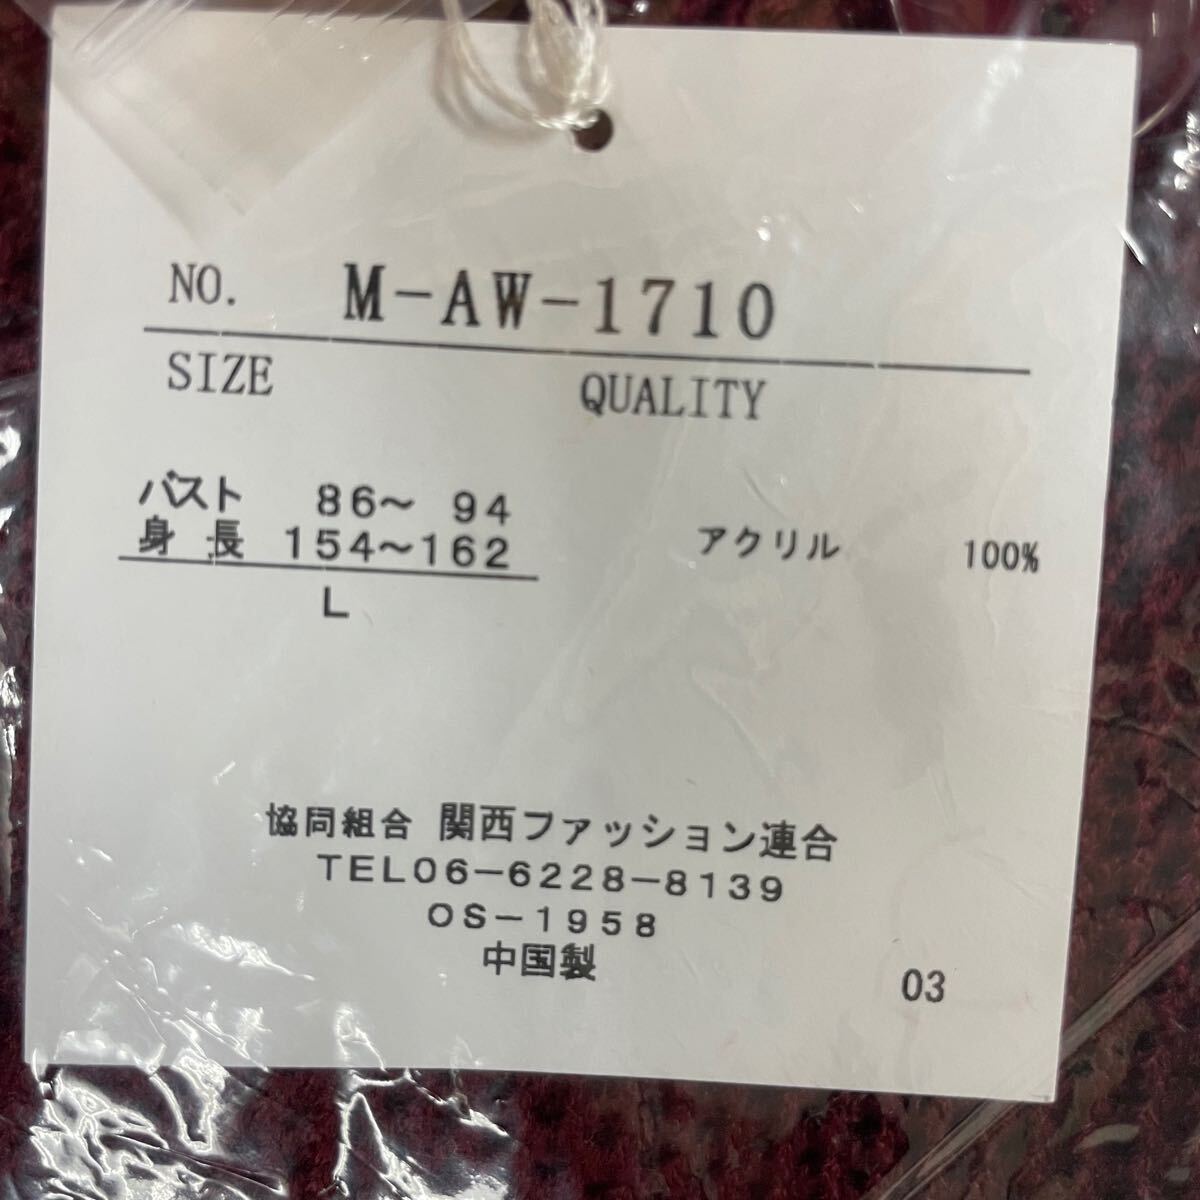 NO. M-AW-1710
SIZE QUALITY
バスト 86～ 94
身 長 154～162 アクリル 100%
L
協同組合 関西ファッション連合
TEL06-6228-8139
OS-1958
中国製
03